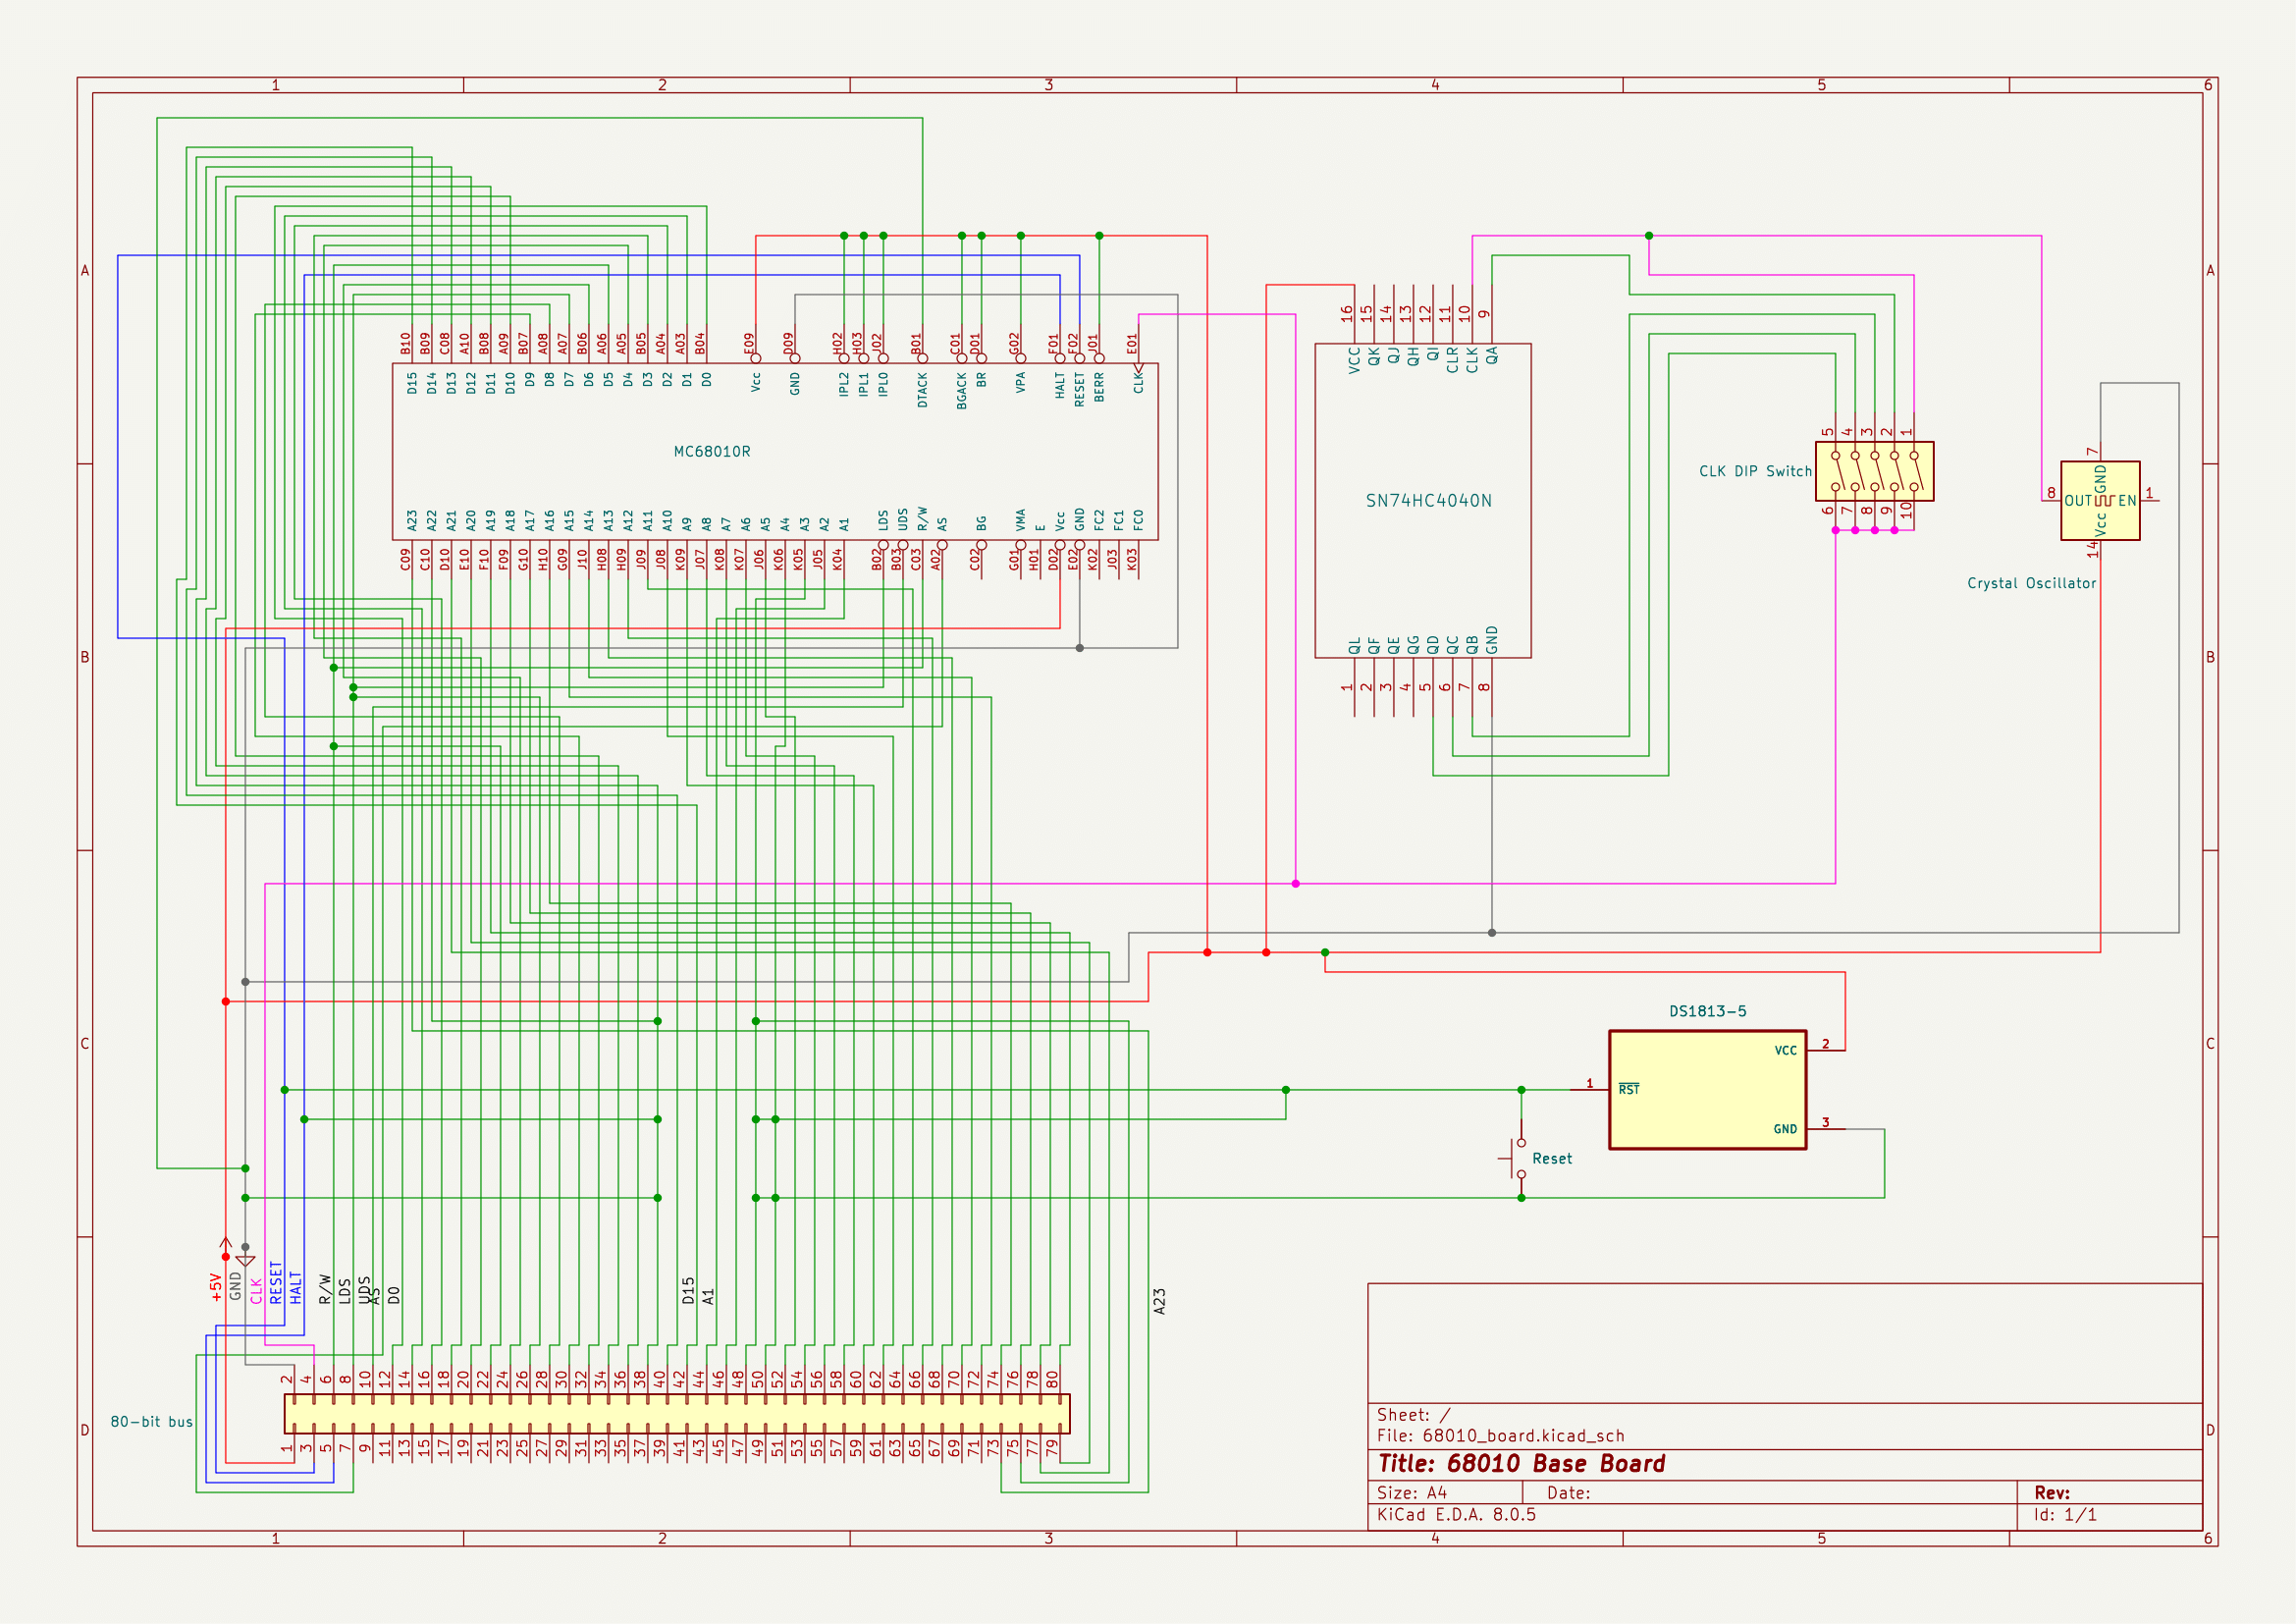 1 2 3 4 5 6
A A
B10 B09 C08 A10 B08 A09 B07 A08 A07 B06 A06 A05 B05 A04 A03 B04 E09 D09 H02 H03 J02 B01 C01 D01 G02 F01 F02 J01 E01
D15 D14 D13 D12 D11 D10 D9 D8 D7 D6 D5 D4 D3 D2 D1 D0 Vcc GND IPL2 IPL1 IPL0 DTACK BGACK BR VPA HALT RESET BERR CLK
MC68010R
A23 A22 A21 A20 A19 A18 A17 A16 A15 A14 A13 A12 A11 A10 A9 A8 A7 A6 A5 A4 A3 A2 A1 LDS UDS R/W AS BG VMA E Vcc GND FC2 FC1 FC0
C09 C10 D10 E10 F10 F09 G10 H10 G09 J10 H08 H09 J09 J08 K09 J07 K08 K07 J06 K06 K05 J05 K04 B02 B03 C03 A02 C02 G01 H01 D02 E02 K02 J03 K03
16 15 14 13 12 11 10 9
VCC QK QJ QH QI CLR CLK QA
SN74HC4040N
QL QF QE QG QD QC QB GND
1 2 3 4 5 6 7 8
5 4 3 2 1
CLK DIP Switch
6 7 8 9 10
7
GND
8 OUT EN 1
Vcc
14
Crystal Oscillator
B B
C C
DS1813-5
VCC 2
1 RST
GND 3
Reset
+5V GND CLK RESET HALT R/W LDS UDS AS D0 D15 A1 A23
2 4 6 8 10 12 14 16 18 20 22 24 26 28 30 32 34 36 38 40 42 44 46 48 50 52 54 56 58 60 62 64 66 68 70 72 74 76 78 80
80-bit bus
1 3 5 7 9 11 13 15 17 19 21 23 25 27 29 31 33 35 37 39 41 43 45 47 49 51 53 55 57 59 61 63 65 67 69 71 73 75 77 79
D D
Sheet: /
File: 68010_board.kicad_sch
Title: 68010 Base Board
Size: A4 Date: Rev:
KiCad E.D.A. 8.0.5 Id: 1/1
1 2 3 4 5 6